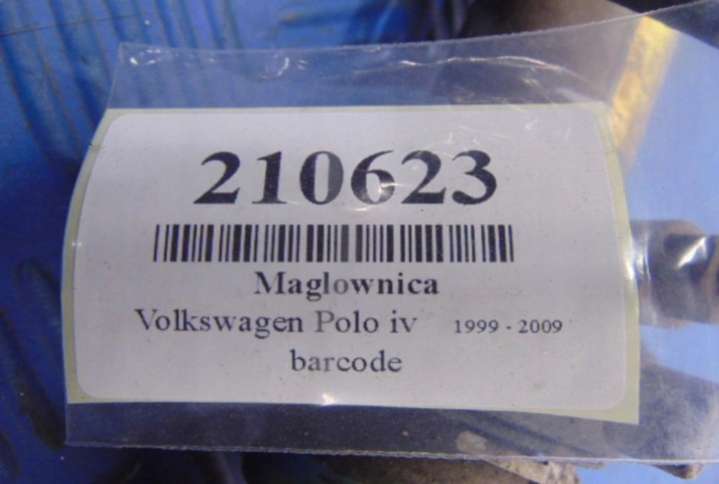 210623
Maglownica
Volkswagen Polo iv 1999 - 2009
barcode